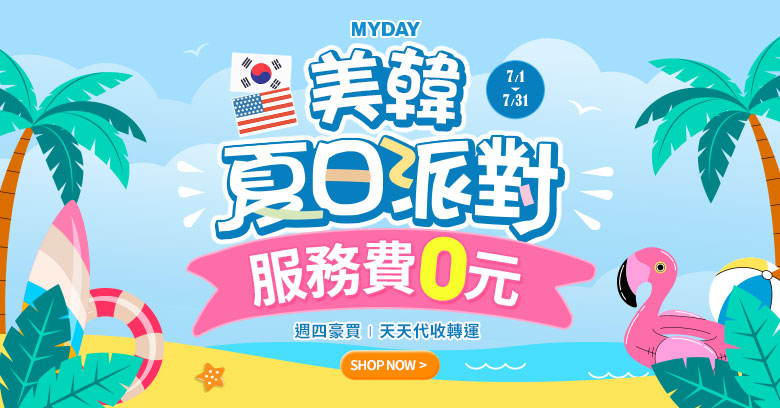 MYDAY
美韓
7/1
7/31
夏日派對
服務費0元
週四豪買 | 天天代收轉運
SHOP NOW >